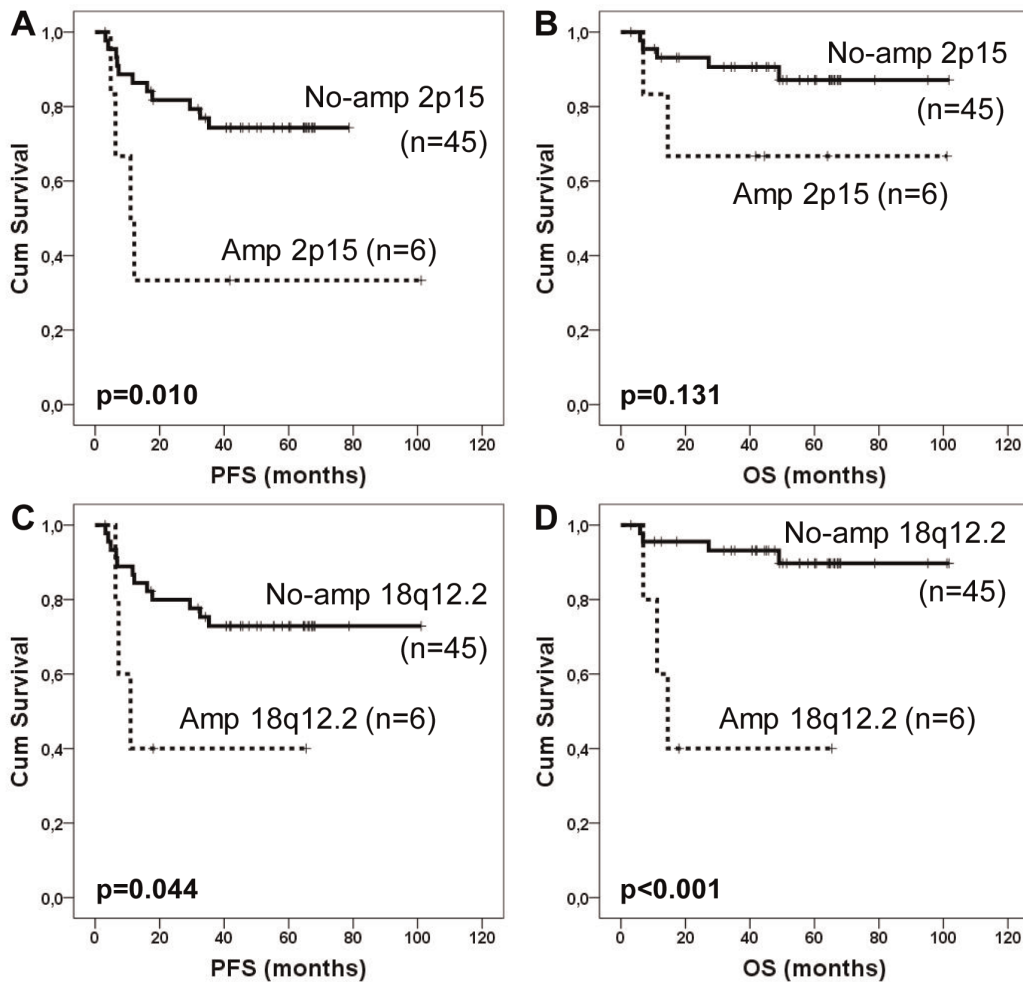 A
1,0
0,8
0,6
0,4
0,2
0,0
Cum Survival
No-amp 2p15
(n=45)
Amp 2p15 (n=6)
p=0.010
0 20 40 60 80 100 120
PFS (months)
B
1,0
0,8
0,6
0,4
0,2
0,0
Cum Survival
No-amp 2p15
(n=45)
Amp 2p15 (n=6)
p=0.131
0 20 40 60 80 100 120
OS (months)
C
1,0
0,8
0,6
0,4
0,2
0,0
Cum Survival
No-amp 18q12.2
(n=45)
Amp 18q12.2 (n=6)
p=0.044
0 20 40 60 80 100 120
PFS (months)
D
1,0
0,8
0,6
0,4
0,2
0,0
Cum Survival
No-amp 18q12.2
(n=45)
Amp 18q12.2 (n=6)
p<0.001
0 20 40 60 80 100 120
OS (months)